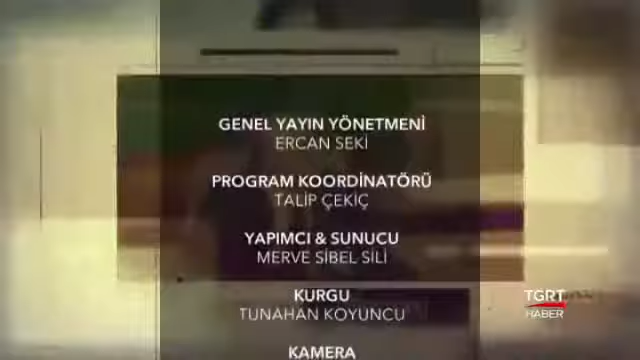 GENEL YAYIN YÖNETMENİ
ERCAN SEKİ
PROGRAM KOORDİNATÖRÜ
TALİP ÇEKİÇ
YAPIMCI & SUNUCU
MERVE SİBEL SİLİ
KURGU
TUNAHAN KOYUNCU
KAMERA
TGRT
HABER